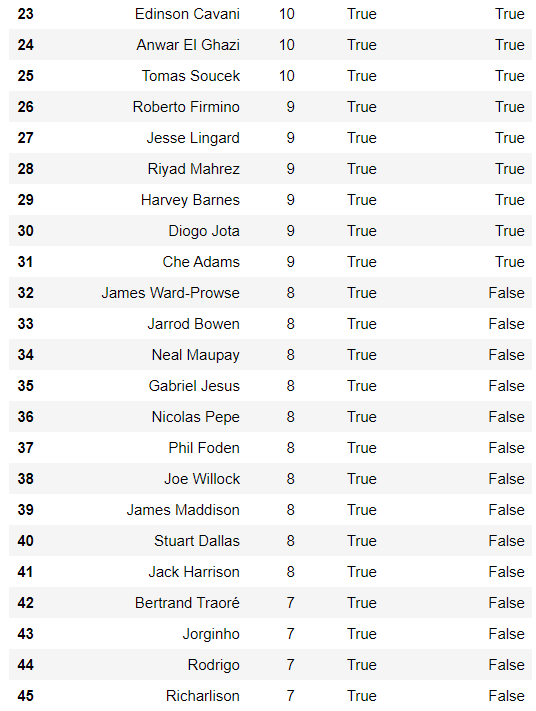 23 Edinson Cavani 10 True True
24 Anwar El Ghazi 10 True True
25 Tomas Soucek 10 True True
26 Roberto Firmino 9 True True
27 Jesse Lingard 9 True True
28 Riyad Mahrez 9 True True
29 Harvey Barnes 9 True True
30 Diogo Jota 9 True True
31 Che Adams 9 True True
32 James Ward-Prowse 8 True False
33 Jarrod Bowen 8 True False
34 Neal Maupay 8 True False
35 Gabriel Jesus 8 True False
36 Nicolas Pepe 8 True False
37 Phil Foden 8 True False
38 Joe Willock 8 True False
39 James Maddison 8 True False
40 Stuart Dallas 8 True False
41 Jack Harrison 8 True False
42 Bertrand Traoré 7 True False
43 Jorginho 7 True False
44 Rodrigo 7 True False
45 Richarlison 7 True False